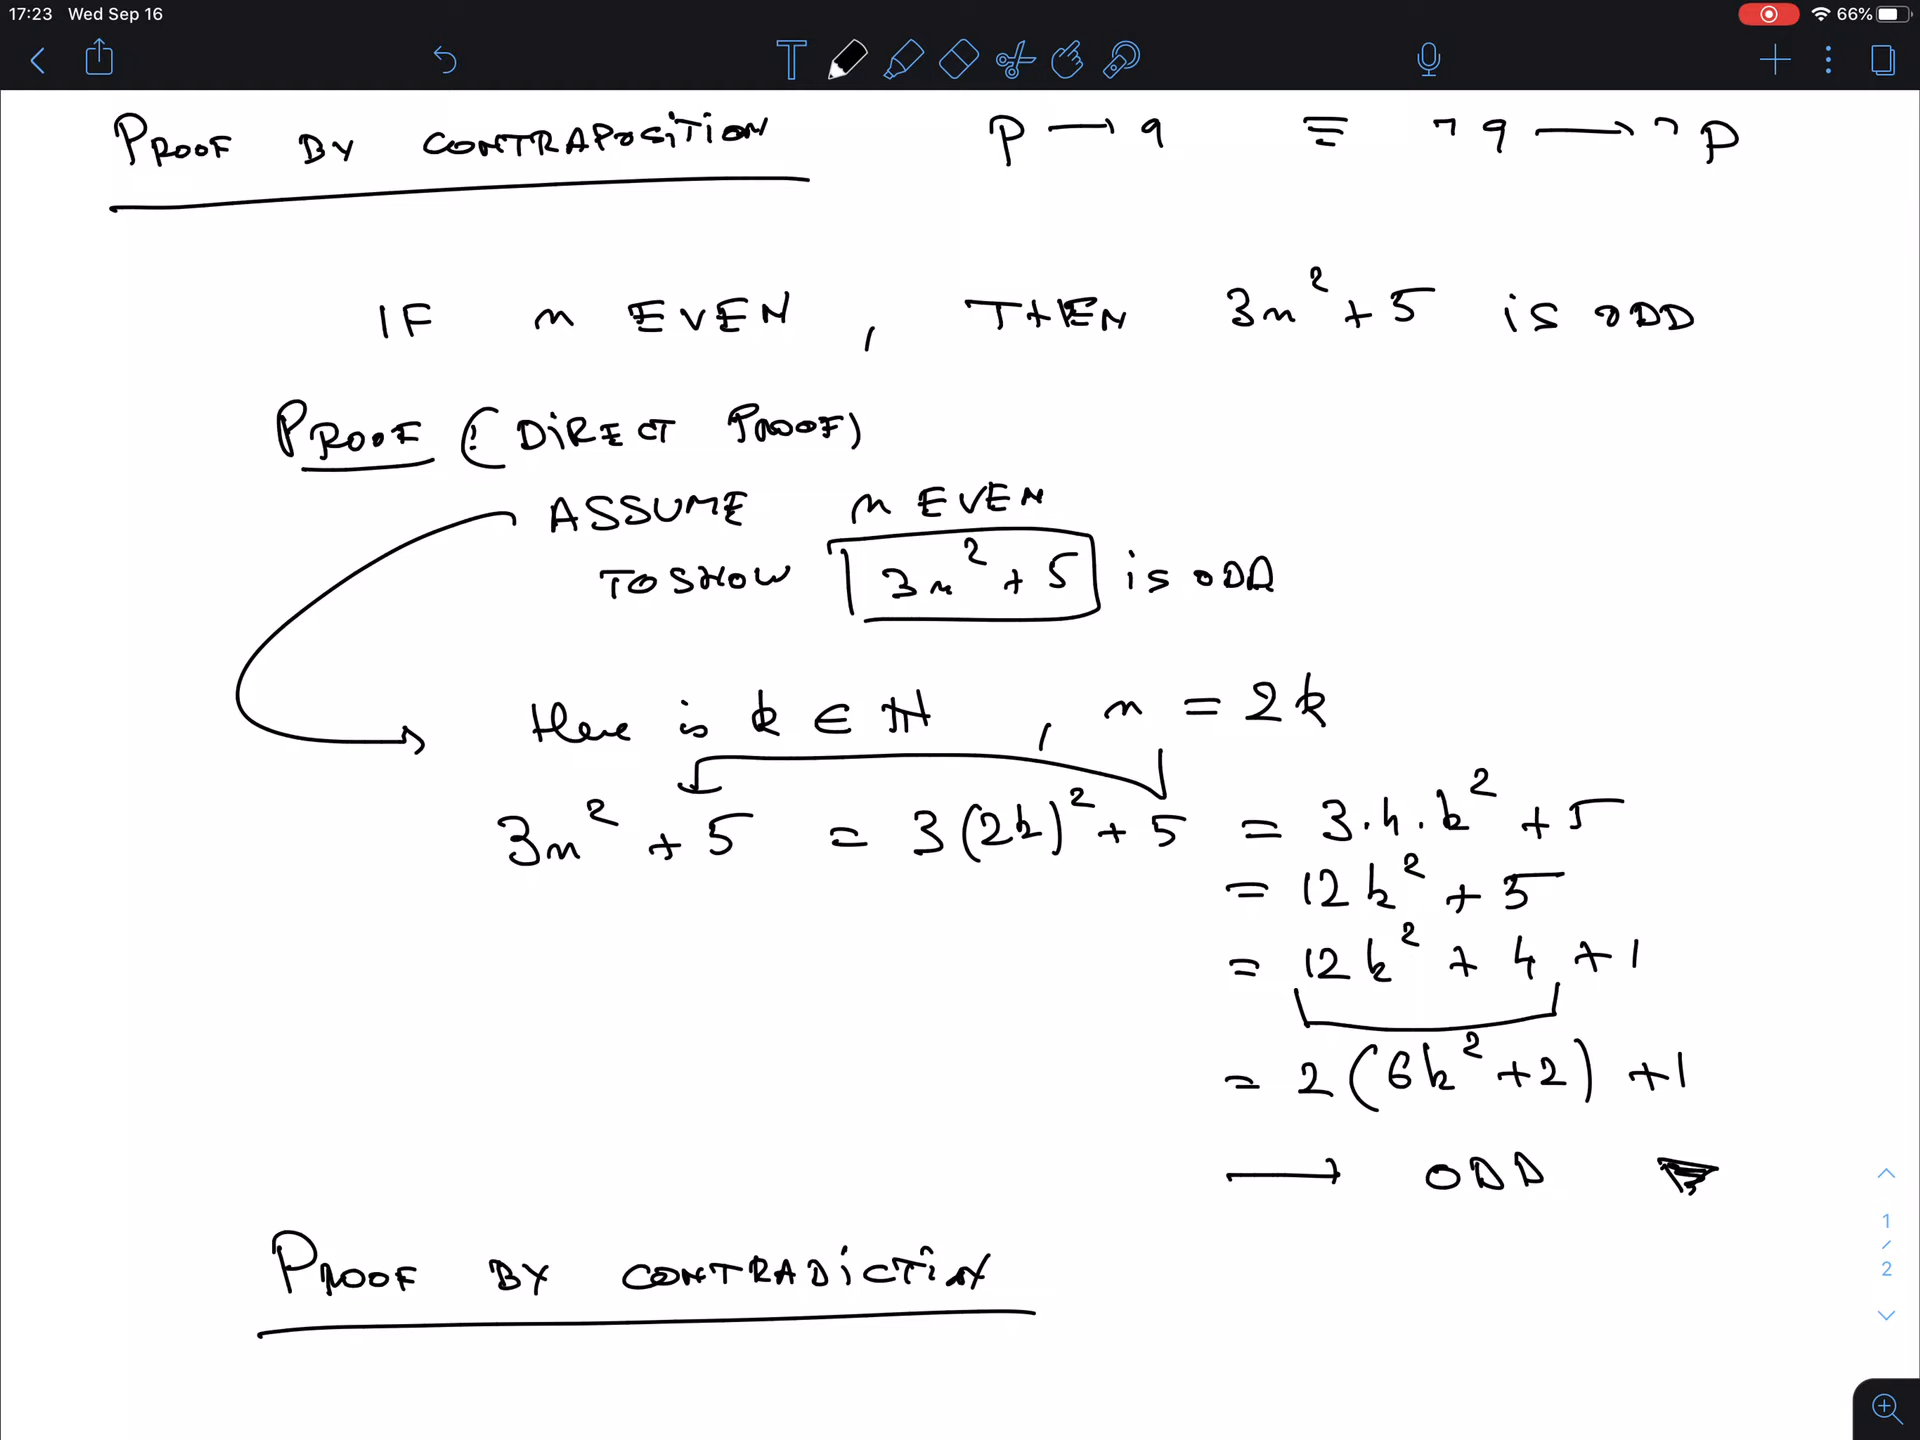 17:23 Wed Sep 16 66%
PROOF BY CONTRAPOSITION P → q ≡ ¬q → ¬P
IF n EVEN, THEN 3n² + 5 is ODD
PROOF (: DIRECT PROOF)
ASSUME n EVEN
TO SHOW 3n² + 5 is ODD
there is k ∈ ℕ, n = 2k
3n² + 5 = 3(2k)² + 5 = 3·4·k² + 5
= 12k² + 5
= 12k² + 4 + 1
= 2(6k² + 2) + 1
→ ODD
1
/
2
PROOF BY CONTRADICTION